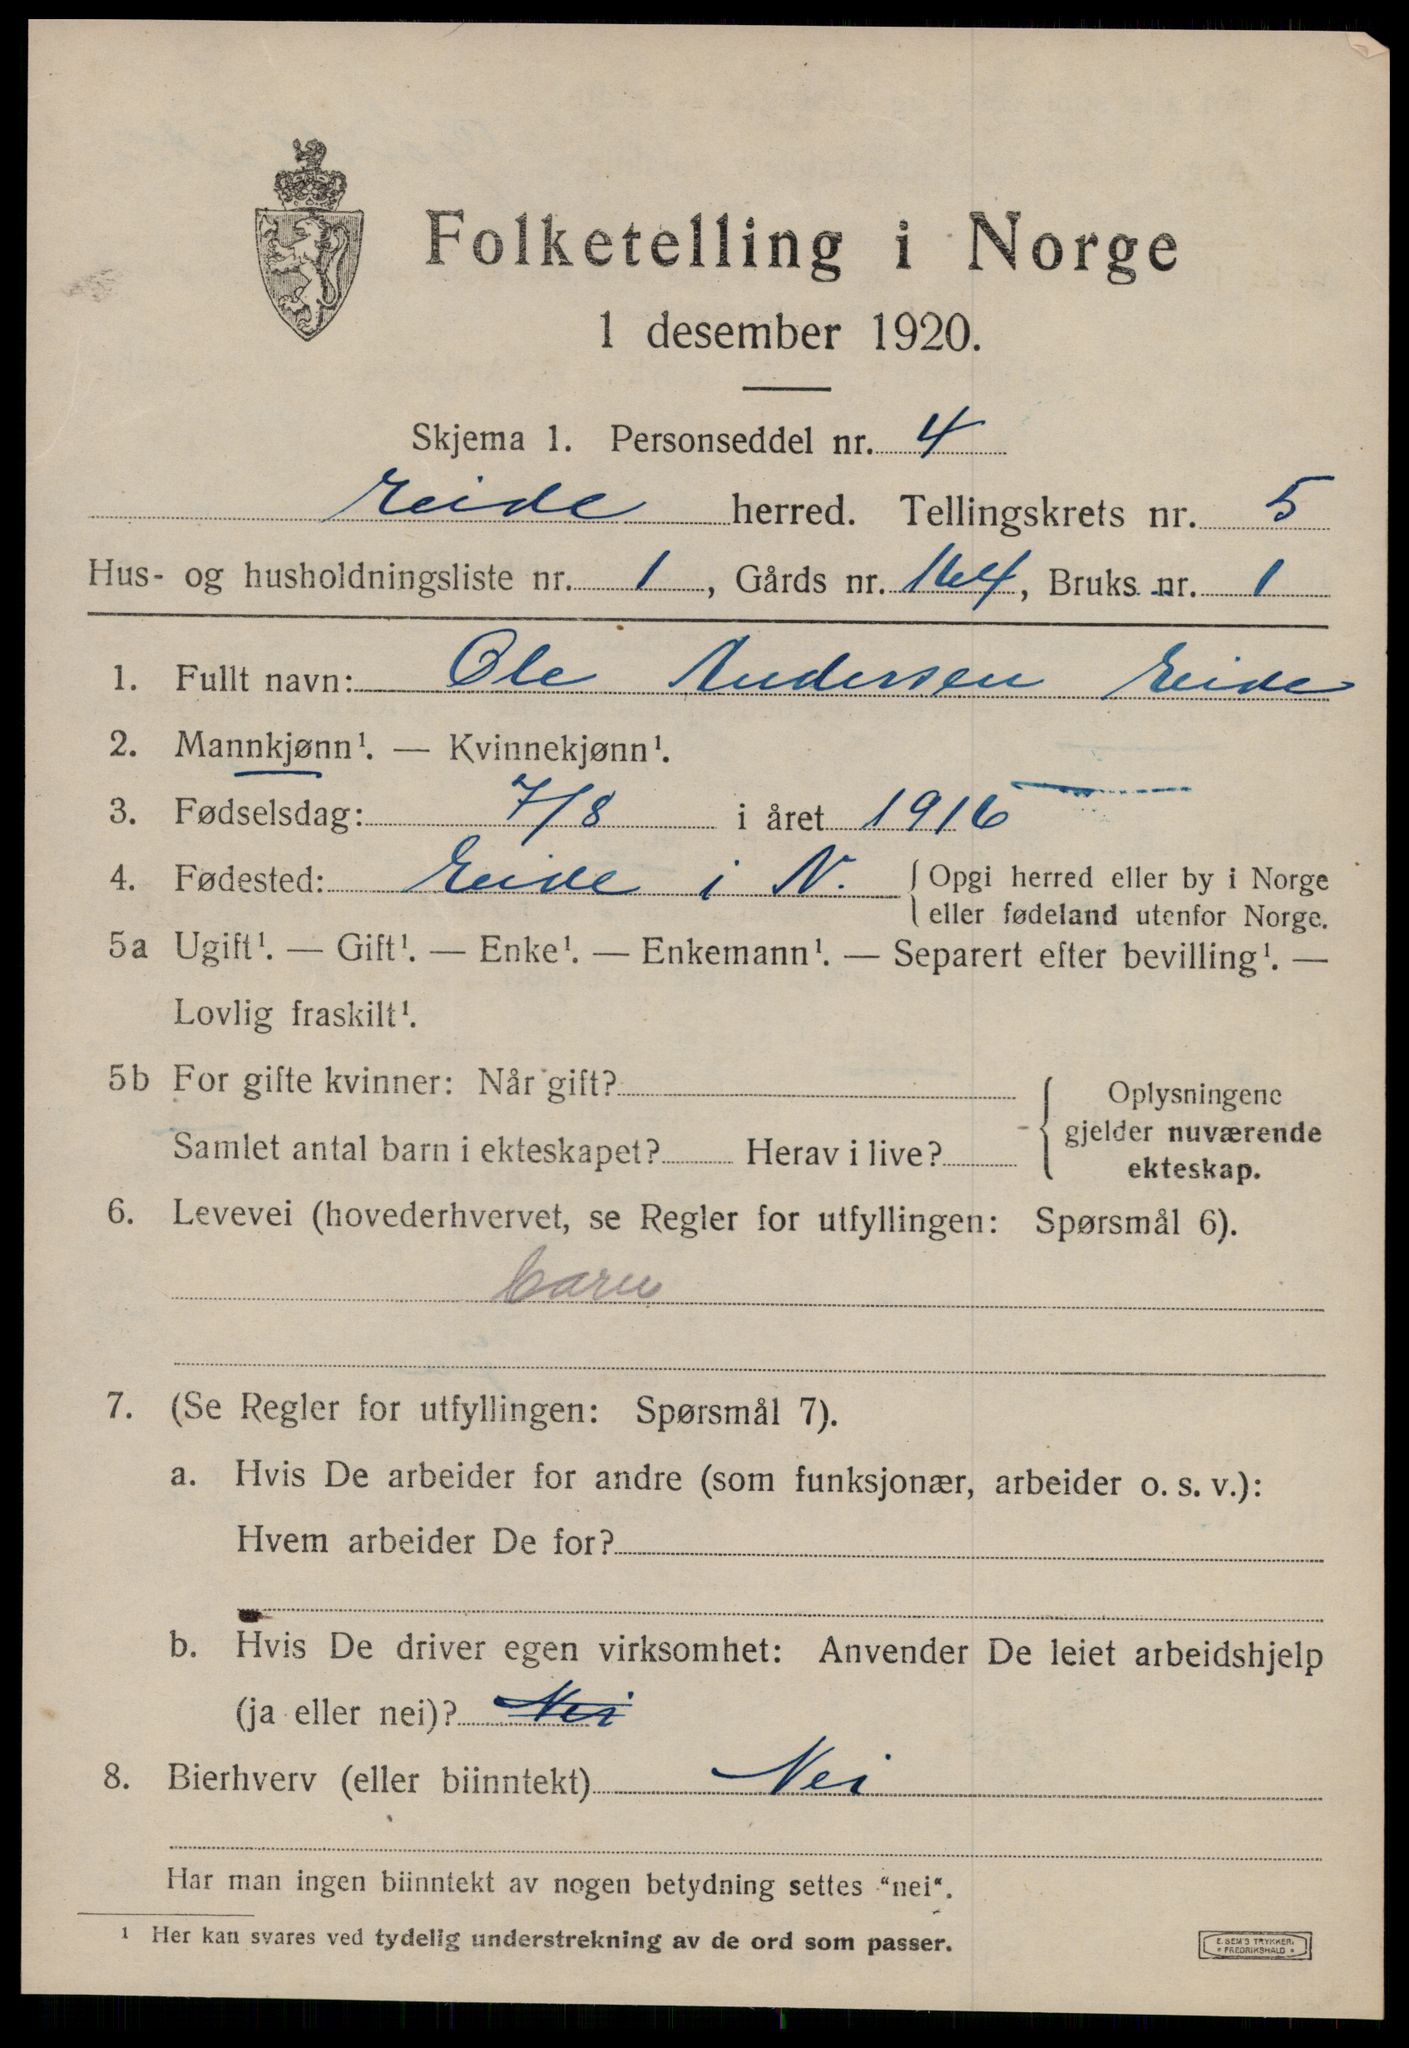 Folketelling i Norge
1 desember 1920.
Skjema 1. Personseddel nr. 4
Eide herred. Tellingskrets nr. 5
Hus- og husholdningsliste nr. 1, Gårds nr. 164, Bruks nr. 1
1. Fullt navn: Ole Andersen Eide
2. Mannkjønn¹. — Kvinnekjønn¹.
3. Fødselsdag: 7/8 i året 1916
4. Fødested: Eide i N. { Opgi herred eller by i Norge
eller fødeland utenfor Norge.
5a Ugift¹. — Gift¹. — Enke¹. — Enkemann¹. — Separert efter bevilling¹. —
Lovlig fraskilt¹.
5b For gifte kvinner: Når gift?
Samlet antal barn i ekteskapet? Herav i live?
{ Oplysningene
gjelder nuværende
ekteskap.
6. Levevei (hovederhvervet, se Regler for utfyllingen: Spørsmål 6).
barn
7. (Se Regler for utfyllingen: Spørsmål 7).
a. Hvis De arbeider for andre (som funksjonær, arbeider o. s. v.):
Hvem arbeider De for?
b. Hvis De driver egen virksomhet: Anvender De leiet arbeidshjelp
(ja eller nei)? Nei
8. Bierhverv (eller biinntekt) Nei
Har man ingen biinntekt av nogen betydning settes "nei".
¹ Her kan svares ved tydelig understrekning av de ord som passer.
E. SEM'S TRYKKERI
* FREDRIKSHALD *